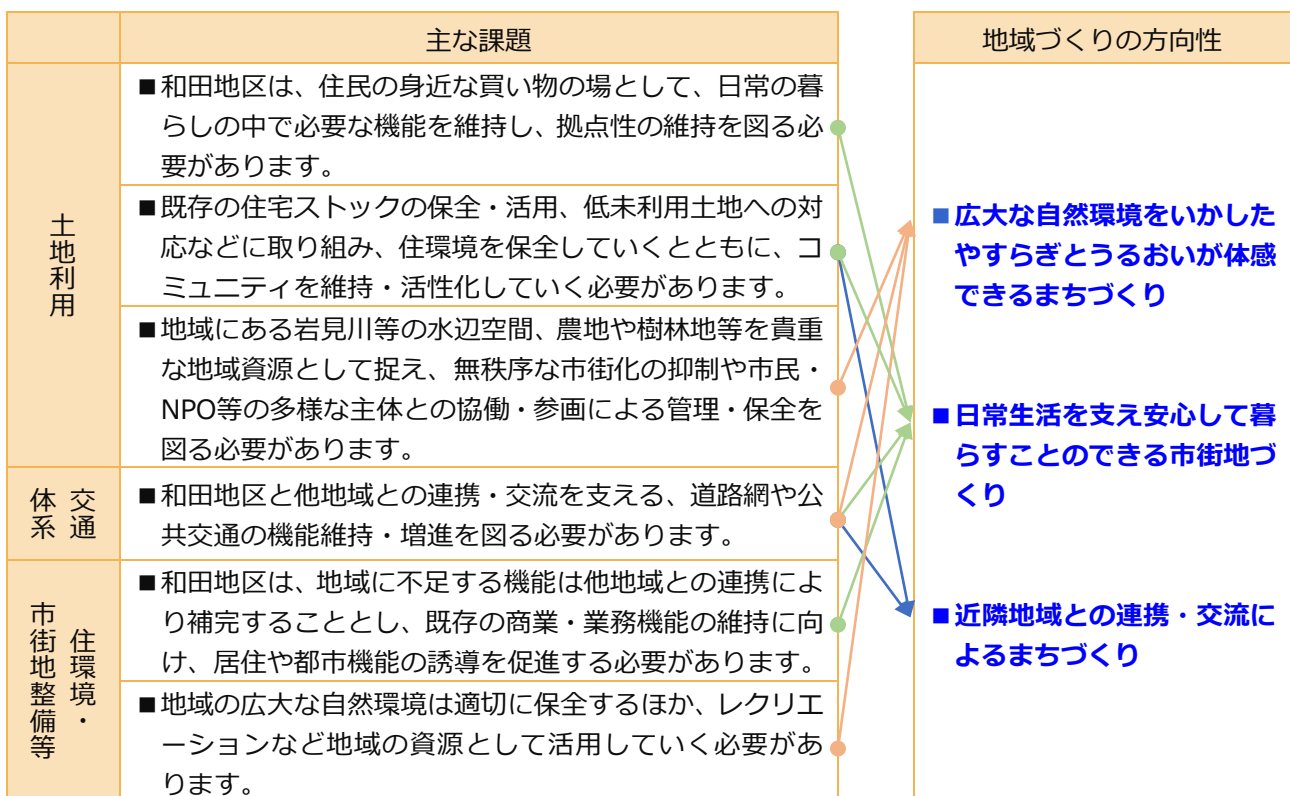 主な課題
地域づくりの方向性
土地利用
■和田地区は、住民の身近な買い物の場として、日常の暮
らしの中で必要な機能を維持し、拠点性の維持を図る必
要があります。
■既存の住宅ストックの保全・活用、低未利用土地への対
応などに取り組み、住環境を保全していくとともに、コ
ミュニティを維持・活性化していく必要があります。
■地域にある岩見川等の水辺空間、農地や樹林地等を貴重
な地域資源として捉え、無秩序な市街化の抑制や市民・
NPO等の多様な主体との協働・参画による管理・保全を
図る必要があります。
交通
体系
■和田地区と他地域との連携・交流を支える、道路網や公
共交通の機能維持・増進を図る必要があります。
住環境・
市街地整備等
■和田地区は、地域に不足する機能は他地域との連携によ
り補完することとし、既存の商業・業務機能の維持に向
け、居住や都市機能の誘導を促進する必要があります。
■地域の広大な自然環境は適切に保全するほか、レクリエ
ーションなど地域の資源として活用していく必要があ
ります。
■広大な自然環境をいかした
やすらぎとうるおいが体感
できるまちづくり
■日常生活を支え安心して暮
らすことのできる市街地づ
くり
■近隣地域との連携・交流に
よるまちづくり